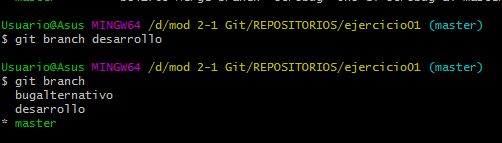 Usuario@Asus MINGW64 /d/mod 2-1 Git/REPOSITORIOS/ejercicio01 (master)
$ git branch desarrollo
Usuario@Asus MINGW64 /d/mod 2-1 Git/REPOSITORIOS/ejercicio01 (master)
$ git branch
bugalternativo
desarrollo
* master